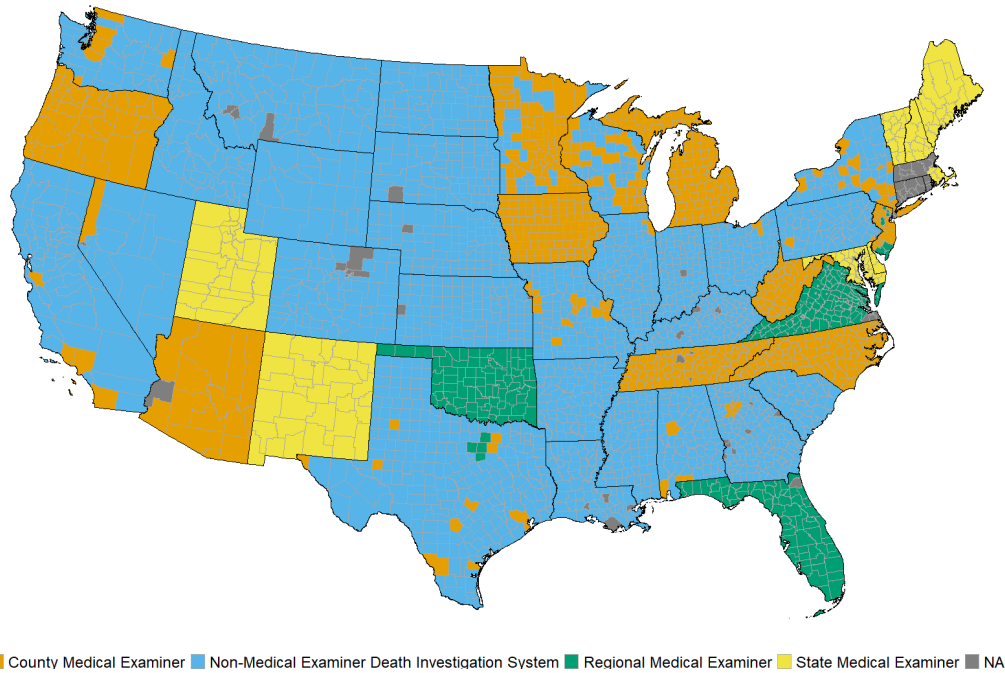 County Medical Examiner Non-Medical Examiner Death Investigation System Regional Medical Examiner State Medical Examiner NA